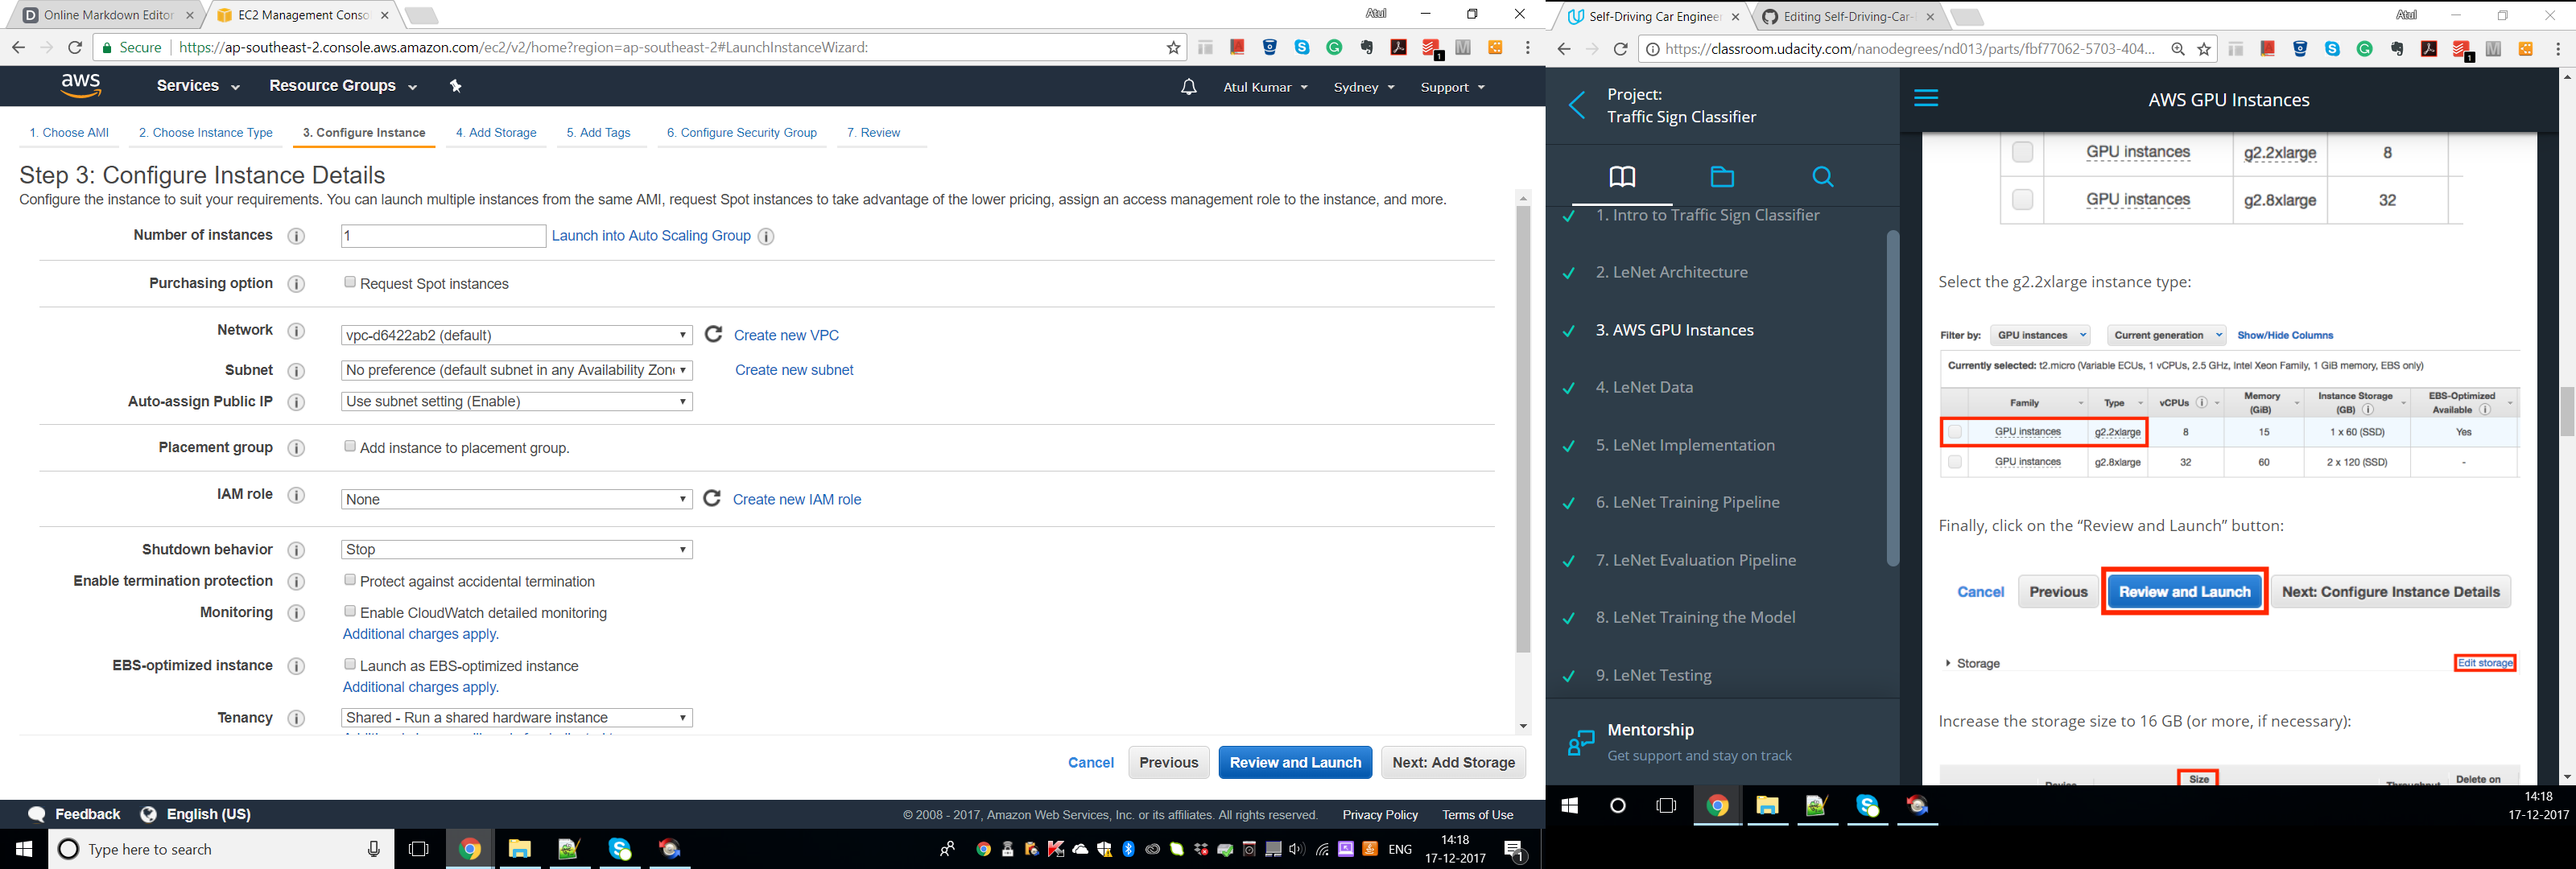 Online Markdown Editor
EC2 Management Conso
Atul
Secure
https://ap-southeast-2.console.aws.amazon.com/ec2/v2/home?region=ap-southeast-2#LaunchInstanceWizard:
aws
Services
Resource Groups
Atul Kumar
Sydney
Support
1. Choose AMI
2. Choose Instance Type
3. Configure Instance
4. Add Storage
5. Add Tags
6. Configure Security Group
7. Review
Step 3: Configure Instance Details
Configure the instance to suit your requirements. You can launch multiple instances from the same AMI, request Spot instances to take advantage of the lower pricing, assign an access management role to the instance, and more.
Number of instances 1 Launch into Auto Scaling Group
Purchasing option Request Spot instances
Network vpc-d6422ab2 (default) Create new VPC
Subnet No preference (default subnet in any Availability Zon Create new subnet
Auto-assign Public IP Use subnet setting (Enable)
Placement group Add instance to placement group.
IAM role None Create new IAM role
Shutdown behavior Stop
Enable termination protection Protect against accidental termination
Monitoring Enable CloudWatch detailed monitoring
Additional charges apply.
EBS-optimized instance Launch as EBS-optimized instance
Additional charges apply.
Tenancy Shared - Run a shared hardware instance
Cancel Previous Review and Launch Next: Add Storage
Feedback English (US)
© 2008 - 2017, Amazon Web Services, Inc. or its affiliates. All rights reserved. Privacy Policy Terms of Use
Type here to search
ENG
14:18
17-12-2017
1
Self-Driving Car Enginee
Editing Self-Driving-Car-
Atul
https://classroom.udacity.com/nanodegrees/nd013/parts/fbf77062-5703-404...
Project:
Traffic Sign Classifier
1. Intro to Traffic Sign Classifier
2. LeNet Architecture
3. AWS GPU Instances
4. LeNet Data
5. LeNet Implementation
6. LeNet Training Pipeline
7. LeNet Evaluation Pipeline
8. LeNet Training the Model
9. LeNet Testing
Mentorship
Get support and stay on track
AWS GPU Instances
GPU instances g2.2xlarge 8
GPU instances g2.8xlarge 32
Select the g2.2xlarge instance type:
Filter by: GPU instances Current generation Show/Hide Columns
Currently selected: t2.micro (Variable ECUs, 1 vCPUs, 2.5 GHz, Intel Xeon Family, 1 GiB memory, EBS only)
Family Type vCPUs Memory (GiB) Instance Storage (GB) EBS-Optimized Available
GPU instances g2.2xlarge 8 15 1 x 60 (SSD) Yes
GPU instances g2.8xlarge 32 60 2 x 120 (SSD) -
Finally, click on the “Review and Launch” button:
Cancel Previous Review and Launch Next: Configure Instance Details
Storage Edit storage
Increase the storage size to 16 GB (or more, if necessary):
Size Delete on
14:18
17-12-2017